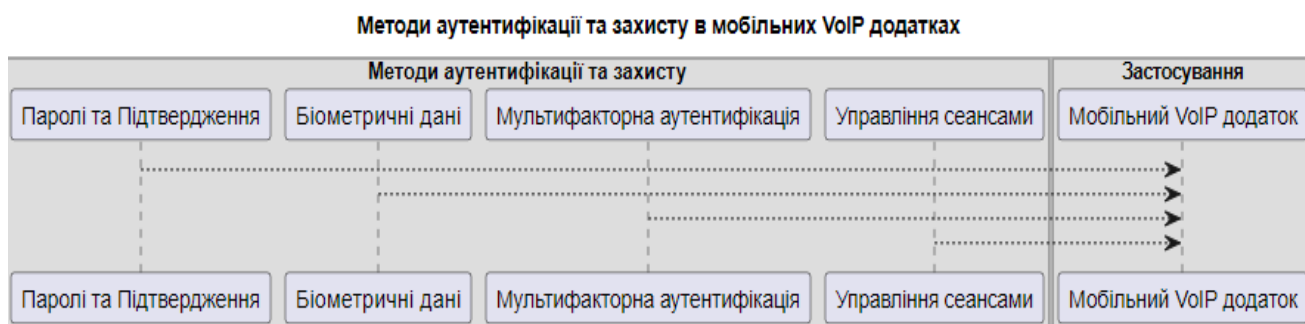 Методи аутентифікації та захисту в мобільних VoIP додатках
Методи аутентифікації та захисту
Застосування
Паролі та Підтвердження
Біометричні дані
Мультифакторна аутентифікація
Управління сеансами
Мобільний VoIP додаток
Паролі та Підтвердження
Біометричні дані
Мультифакторна аутентифікація
Управління сеансами
Мобільний VoIP додаток